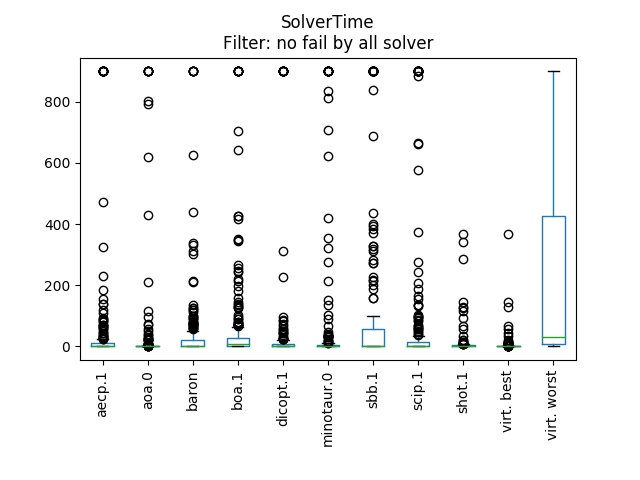 SolverTime
Filter: no fail by all solver
800
600
400
200
0
aecp.1
aoa.0
baron
boa.1
dicopt.1
minotaur.0
sbb.1
scip.1
shot.1
virt. best
virt. worst